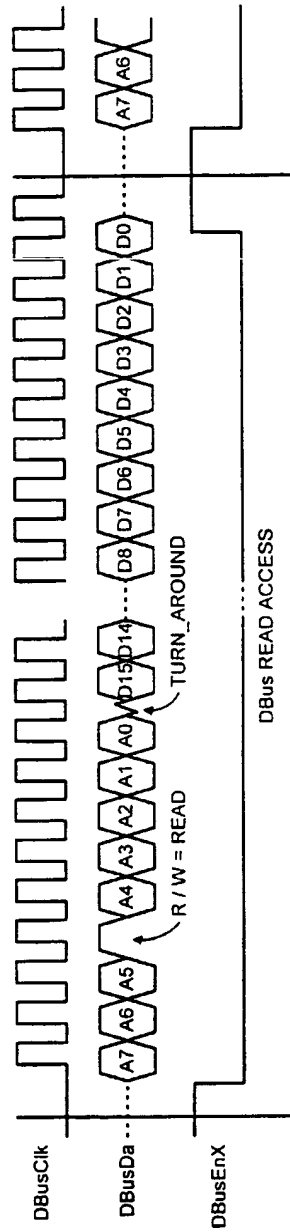 DBusClk
DBusDa
A7 A6 A5 A4 A3 A2 A1 A0 D15 D14 D8 D7 D6 D5 D4 D3 D2 D1 D0 A7 A6
R / W = READ
TURN_AROUND
DBusEnX
DBus READ ACCESS